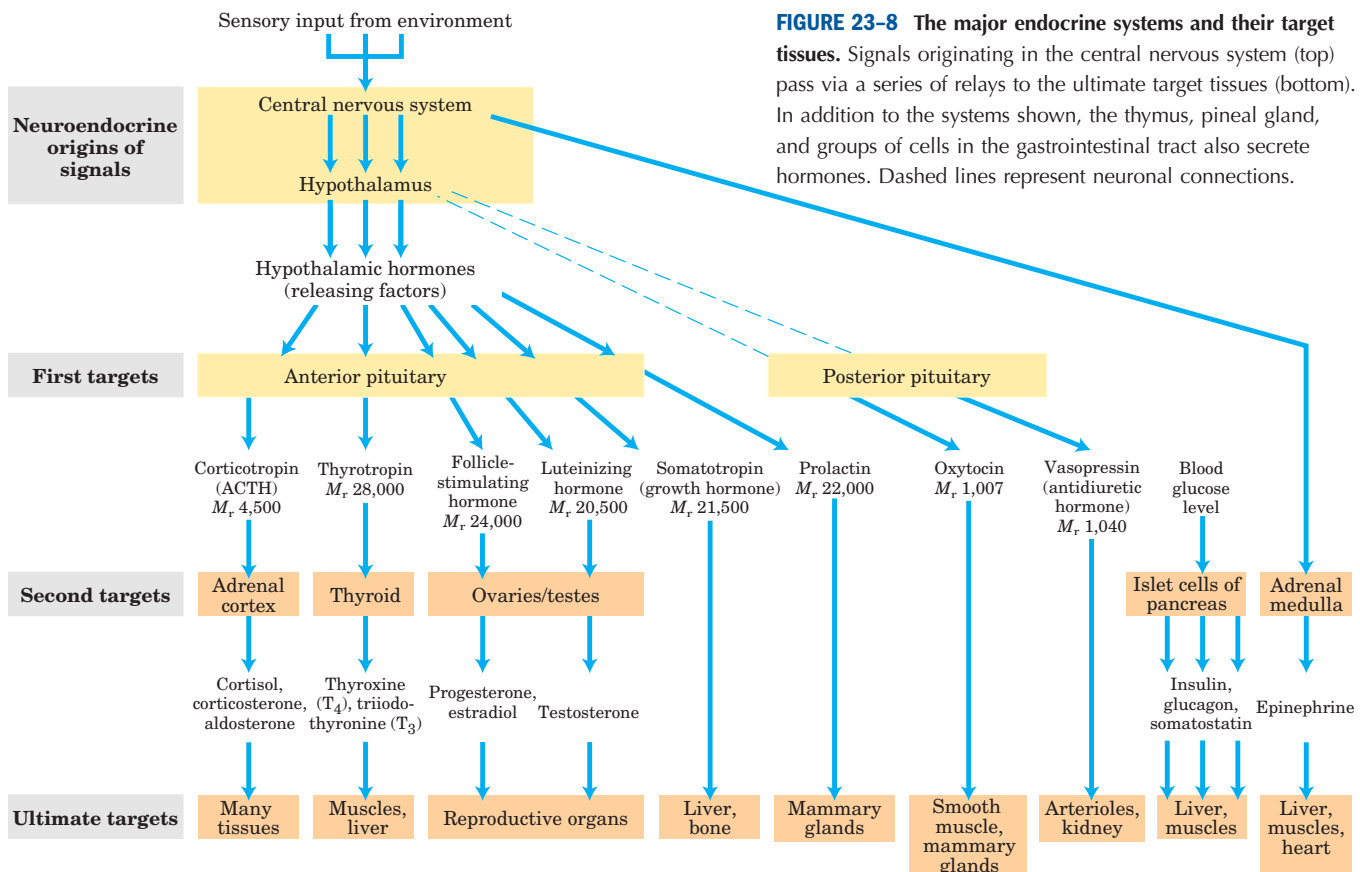 Sensory input from environment
FIGURE 23–8 The major endocrine systems and their target
tissues. Signals originating in the central nervous system (top)
pass via a series of relays to the ultimate target tissues (bottom).
In addition to the systems shown, the thymus, pineal gland,
and groups of cells in the gastrointestinal tract also secrete
hormones. Dashed lines represent neuronal connections.
Neuroendocrine
origins of
signals
Central nervous system
Hypothalamus
Hypothalamic hormones
(releasing factors)
First targets
Anterior pituitary
Posterior pituitary
Corticotropin
(ACTH)
Mr 4,500
Thyrotropin
Mr 28,000
Follicle-
stimulating
hormone
Mr 24,000
Luteinizing
hormone
Mr 20,500
Somatotropin
(growth hormone)
Mr 21,500
Prolactin
Mr 22,000
Oxytocin
Mr 1,007
Vasopressin
(antidiuretic
hormone)
Mr 1,040
Blood
glucose
level
Second targets
Adrenal
cortex
Thyroid
Ovaries/testes
Islet cells of
pancreas
Adrenal
medulla
Cortisol,
corticosterone,
aldosterone
Thyroxine
(T4), triiodo-
thyronine (T3)
Progesterone,
estradiol
Testosterone
Insulin,
glucagon,
somatostatin
Epinephrine
Ultimate targets
Many
tissues
Muscles,
liver
Reproductive organs
Liver,
bone
Mammary
glands
Smooth
muscle,
mammary
glands
Arterioles,
kidney
Liver,
muscles
Liver,
muscles,
heart